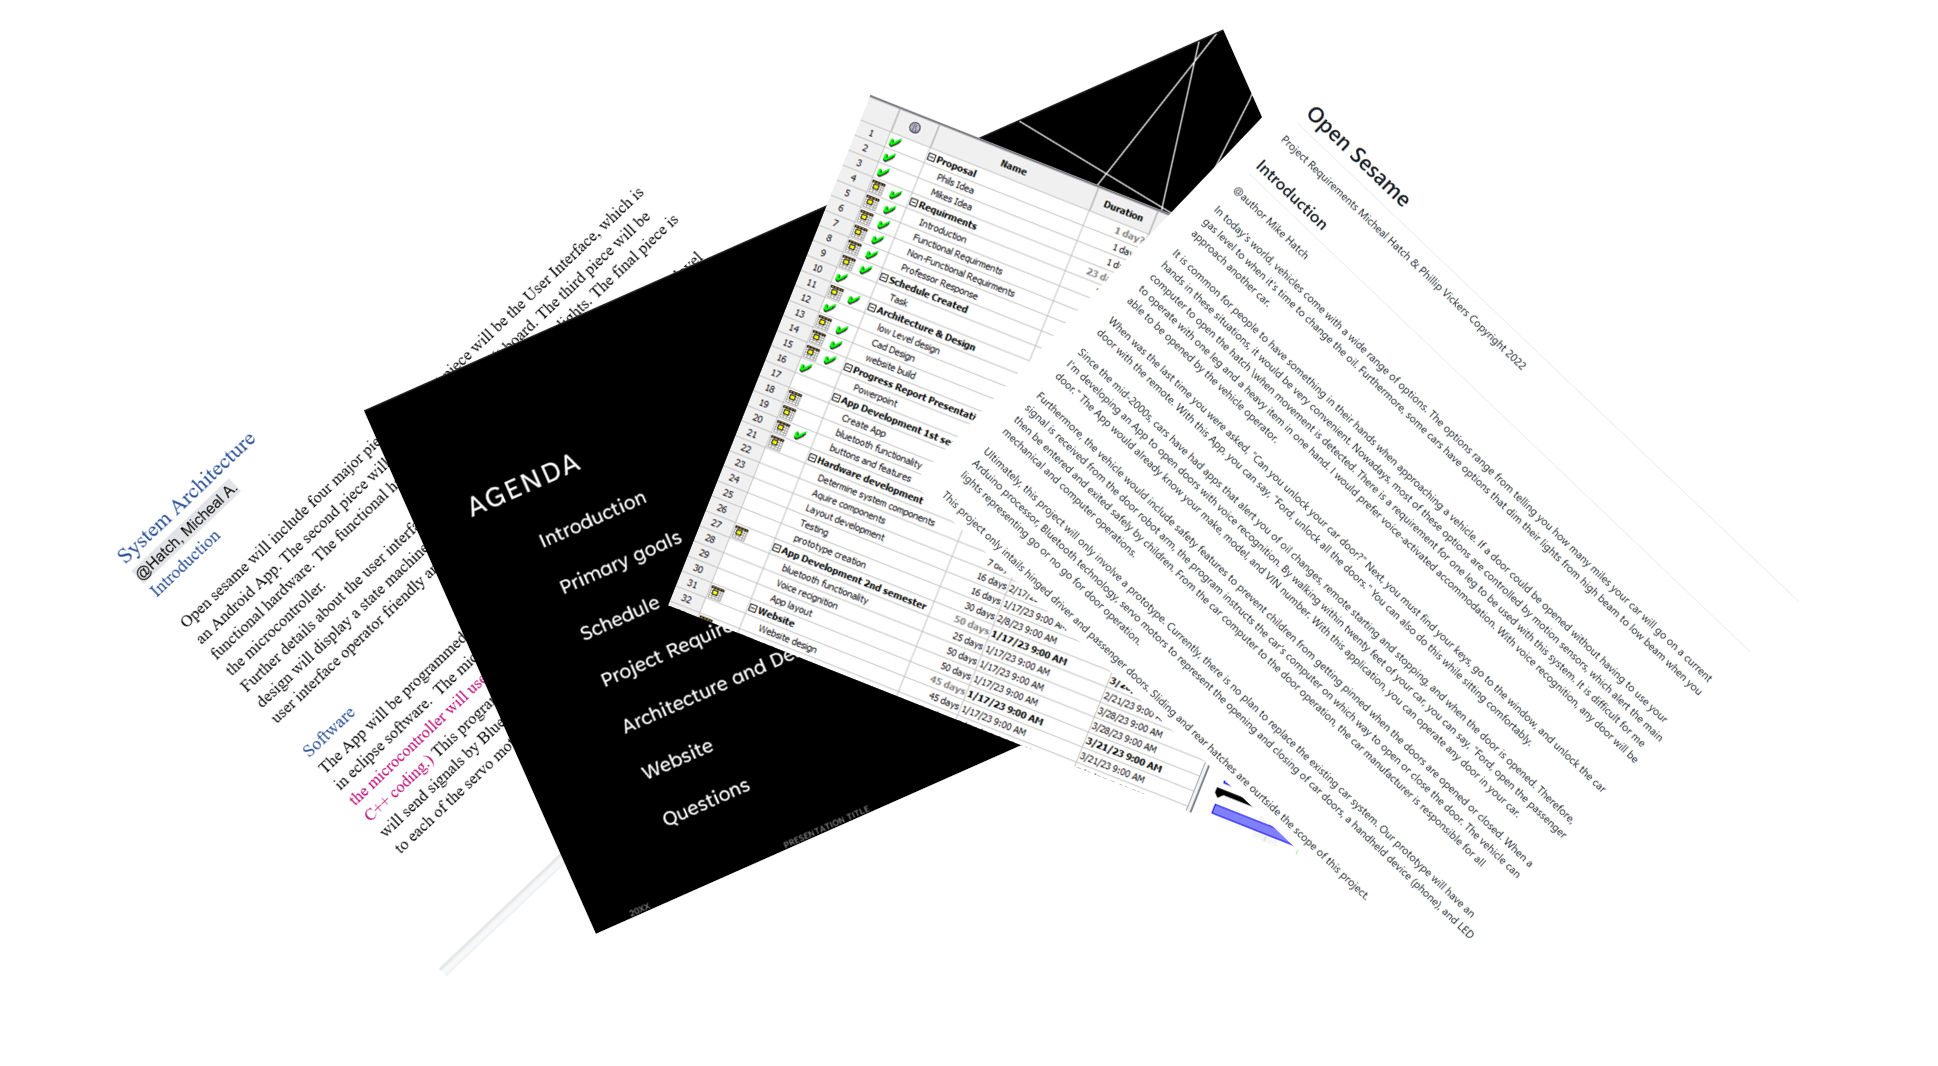 System Architecture
@Hatch, Micheal A.
Introduction
Open sesame will include four major pie
piece will be the User Interface, which is
an Android App. The second piece will
board. The third piece will be
functional hardware. The functional h
lights. The final piece is
the microcontroller.
Further details about the user interf
level
design will display a state machine
user interface operator friendly a
Software
The App will be programmed
in eclipse software. The mic
the microcontroller will use
C++ coding.) This progra
will send signals by Blue
to each of the servo mo
AGENDA
Introduction
Primary goals
Schedule
Project Require
Architecture and De
Website
Questions
20XX
PRESENTATION TITLE
Name
Duration
1 Proposal 1 day?
2 Phils Idea 1 day
3 Mikes Idea 1 d
4 Requirments 23 d
5 Introduction
6 Functional Requirments
7 Non-Functional Requirments
8 Professor Response
9 Schedule Created
10 Task
11 Architecture & Design
12 low Level design
13 Cad Design
14 website build
15 Progress Report Presentati
16 Powerpoint
17 App Development 1st se
18 Create App
19 bluetooth functionality
20 buttons and features
21 Hardware development
22 Determine system components
23 Aquire components
24 Layout development
25 Testing
26 prototype creation
27 App Development 2nd semester
28 bluetooth functionality
29 Voice recignition
30 App layout
31 Website
32 Website design
16 days 2/17/
16 days 1/17/23 9:00 A
30 days 2/8/23 9:00 AM
50 days 1/17/23 9:00 AM
25 days 1/17/23 9:00 AM 2/21/23 9:00
50 days 1/17/23 9:00 AM 3/28/23 9:00 AM
50 days 1/17/23 9:00 AM 3/28/23 9:00 AM
45 days 1/17/23 9:00 AM 3/21/23 9:00 AM
45 days 1/17/23 9:00 AM 3/21/23 9:00 AM
Open Sesame
Project Requirements Micheal Hatch & Phillip Vickers Copyright 2022
Introduction
@author Mike Hatch
In today's world, vehicles come with a wide range of options. The options range from telling you how many miles your car will go on a current
gas level to when it's time to change the oil. Furthermore, some cars have options that dim their lights from high beam to low beam when you
approach another car.
It is common for people to have something in their hands when approaching a vehicle. If a door could be opened without having to use your
hands in these situations, it would be very convenient. Nowadays, most of these options are controlled by motion sensors, which alert the main
computer to open the hatch \when movement is detected. There is a requirement for one leg to be used with this system. It is difficult for me
to operate with one leg and a heavy item in one hand. I would prefer voice-activated accommodation. With voice recognition, any door will be
able to be opened by the vehicle operator.
When was the last time you were asked, "Can you unlock your car door?" Next, you must find your keys, go to the window, and unlock the car
door with the remote. With this App, you can say, "Ford, unlock all the doors." You can also do this while sitting comfortably.
Since the mid-2000s, cars have had apps that alert you of oil changes, remote starting and stopping, and when the door is opened. Therefore,
I'm developing an App to open doors with voice recognition. By walking within twenty feet of your car, you can say, "Ford, open the passenger
door." The App would already know your make, model and VIN number. With this application, you can operate any door in your car.
Furthermore, the vehicle would include safety features to prevent children from getting pinned when the doors are opened or closed. When a
signal is received from the door robot arm, the program instructs the car's computer on which way to open or close the door. The vehicle can
then be entered and exited safely by children. From the car computer to the door operation, the car manufacturer is responsible for all
mechanical and computer operations.
Ultimately, this project will only involve a prototype. Currently, there is no plan to replace the existing car system. Our prototype will have an
Arduino processor, Bluetooth technology, servo motors to represent the opening and closing of car doors, a handheld device (phone), and LED
lights representing go or no go for door operation.
This project only intails hinged driver and passenger doors. Sliding and rear hatches are ourtside the scope of this project.